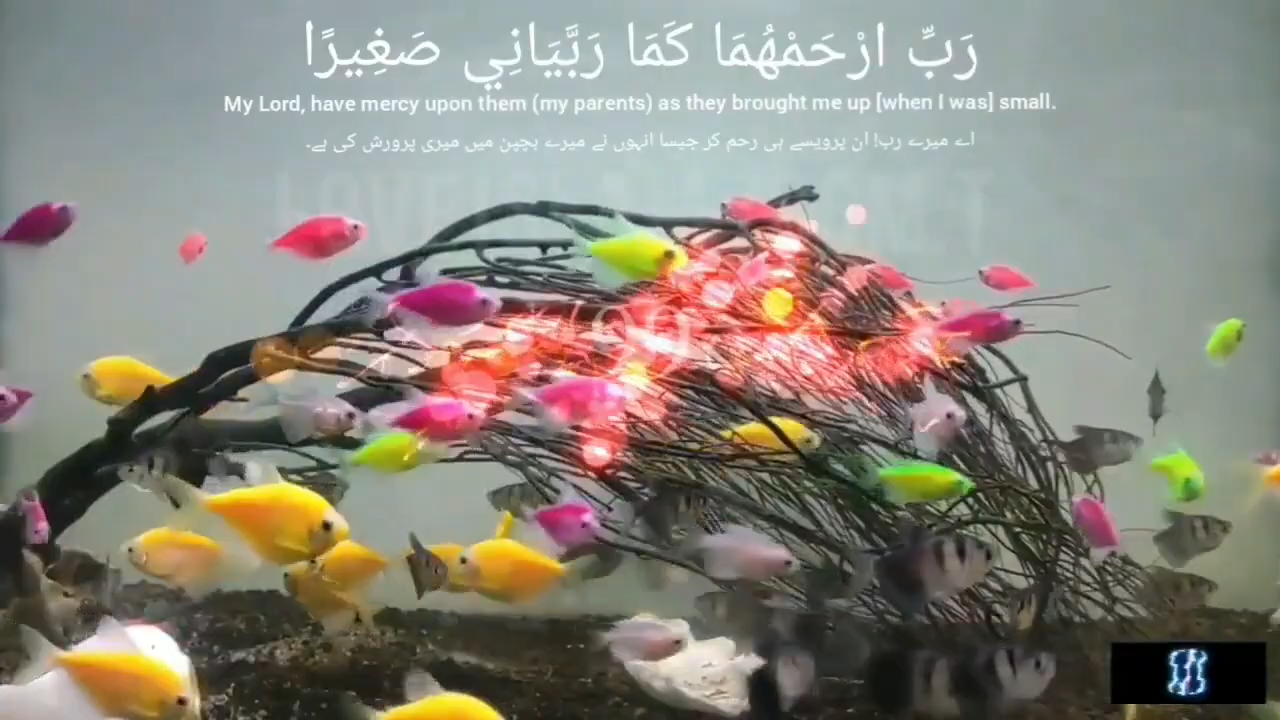 رَبِّ ارْحَمْهُمَا كَمَا رَبَّيَانِي صَغِيرًا
My Lord, have mercy upon them (my parents) as they brought me up [when I was] small.
اے میرے رب! ان پرویسے ہی رحم کر جیسا انہوں نے میرے بچپن میں میری پرورش کی ہے۔
99